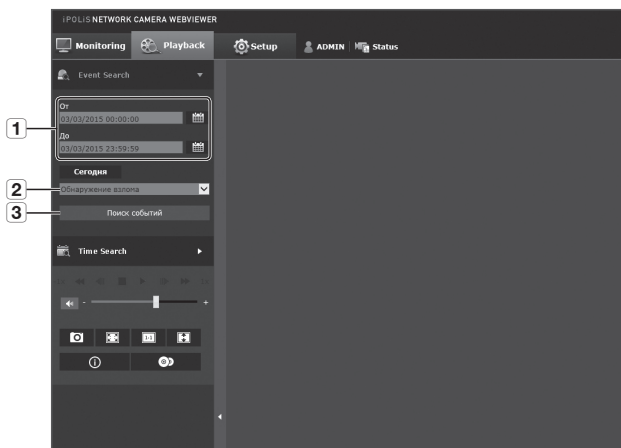 iPOLiS NETWORK CAMERA WEBVIEWER
Monitoring Playback Setup ADMIN Status
Event Search
От
1
03/03/2015 00:00:00
До
03/03/2015 23:59:59
Сегодня
2 Обнаружение взлома
3 Поиск событий
Time Search
- +
1:1